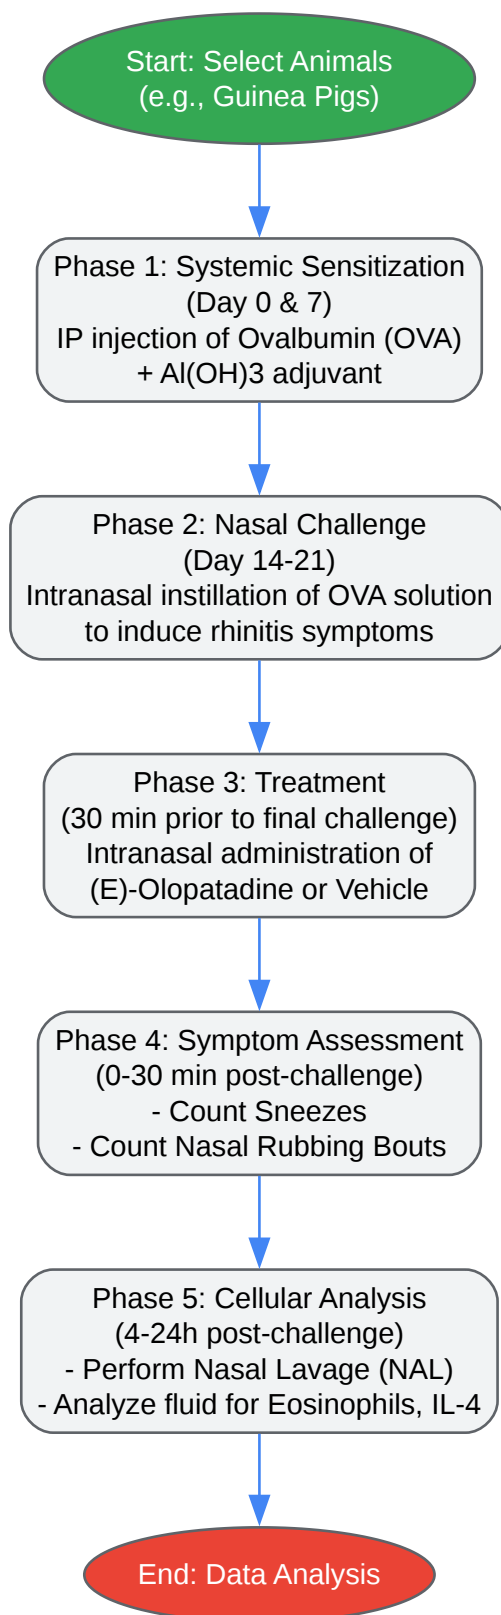 Start: Select Animals
(e.g., Guinea Pigs)
Phase 1: Systemic Sensitization
(Day 0 & 7)
IP injection of Ovalbumin (OVA)
+ Al(OH)3 adjuvant
Phase 2: Nasal Challenge
(Day 14-21)
Intranasal instillation of OVA solution
to induce rhinitis symptoms
Phase 3: Treatment
(30 min prior to final challenge)
Intranasal administration of
(E)-Olopatadine or Vehicle
Phase 4: Symptom Assessment
(0-30 min post-challenge)
- Count Sneezes
- Count Nasal Rubbing Bouts
Phase 5: Cellular Analysis
(4-24h post-challenge)
- Perform Nasal Lavage (NAL)
- Analyze fluid for Eosinophils, IL-4
End: Data Analysis